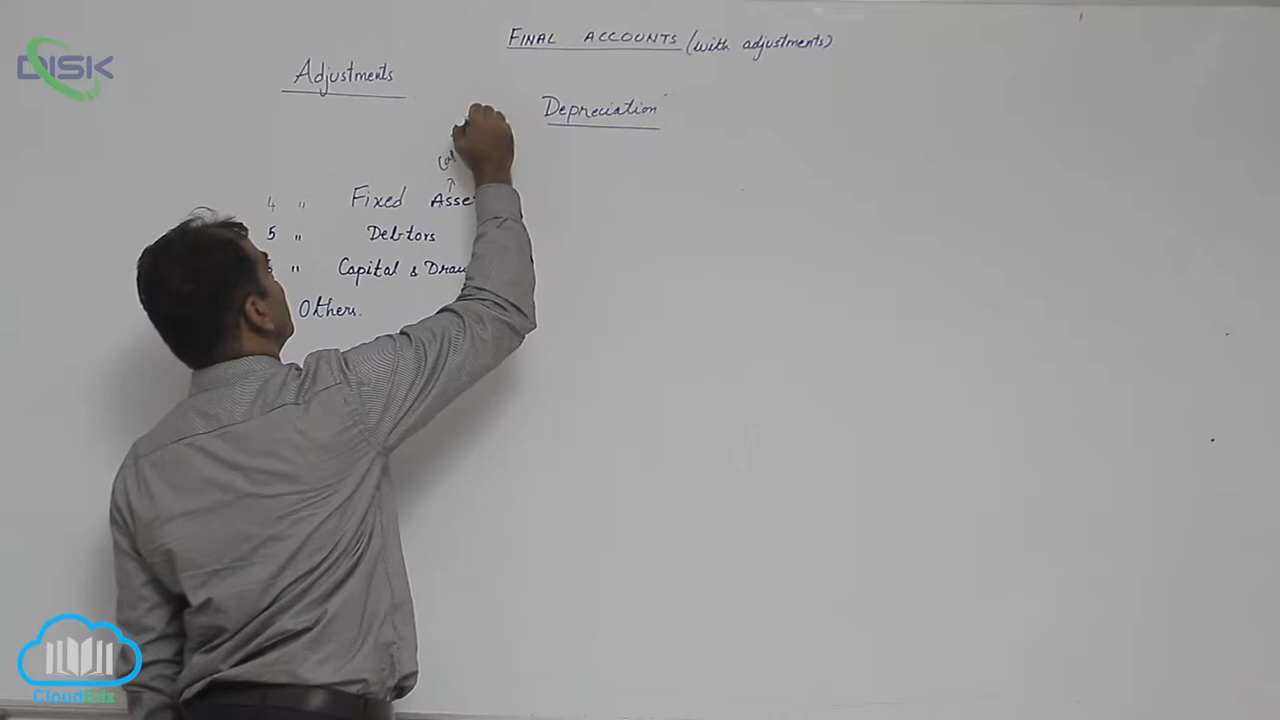 DISK
FINAL ACCOUNTS (with adjustments)
Adjustments
Depreciation
4 " Fixed
5 " Debtors
" Capital &
Others.
CloudEdz